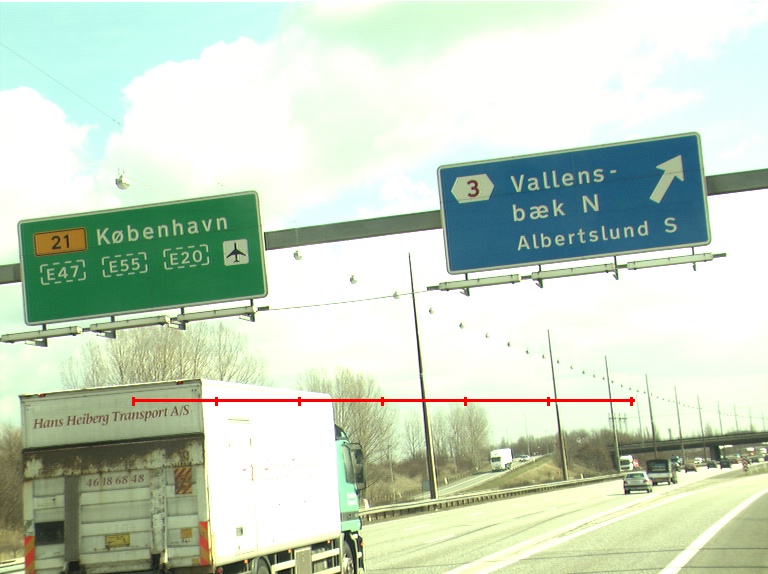 21 København
E47 E55 E20
3 Vallens-
bæk N
Albertslund S
Hans Heiberg Transport A/S
46 18 68 48